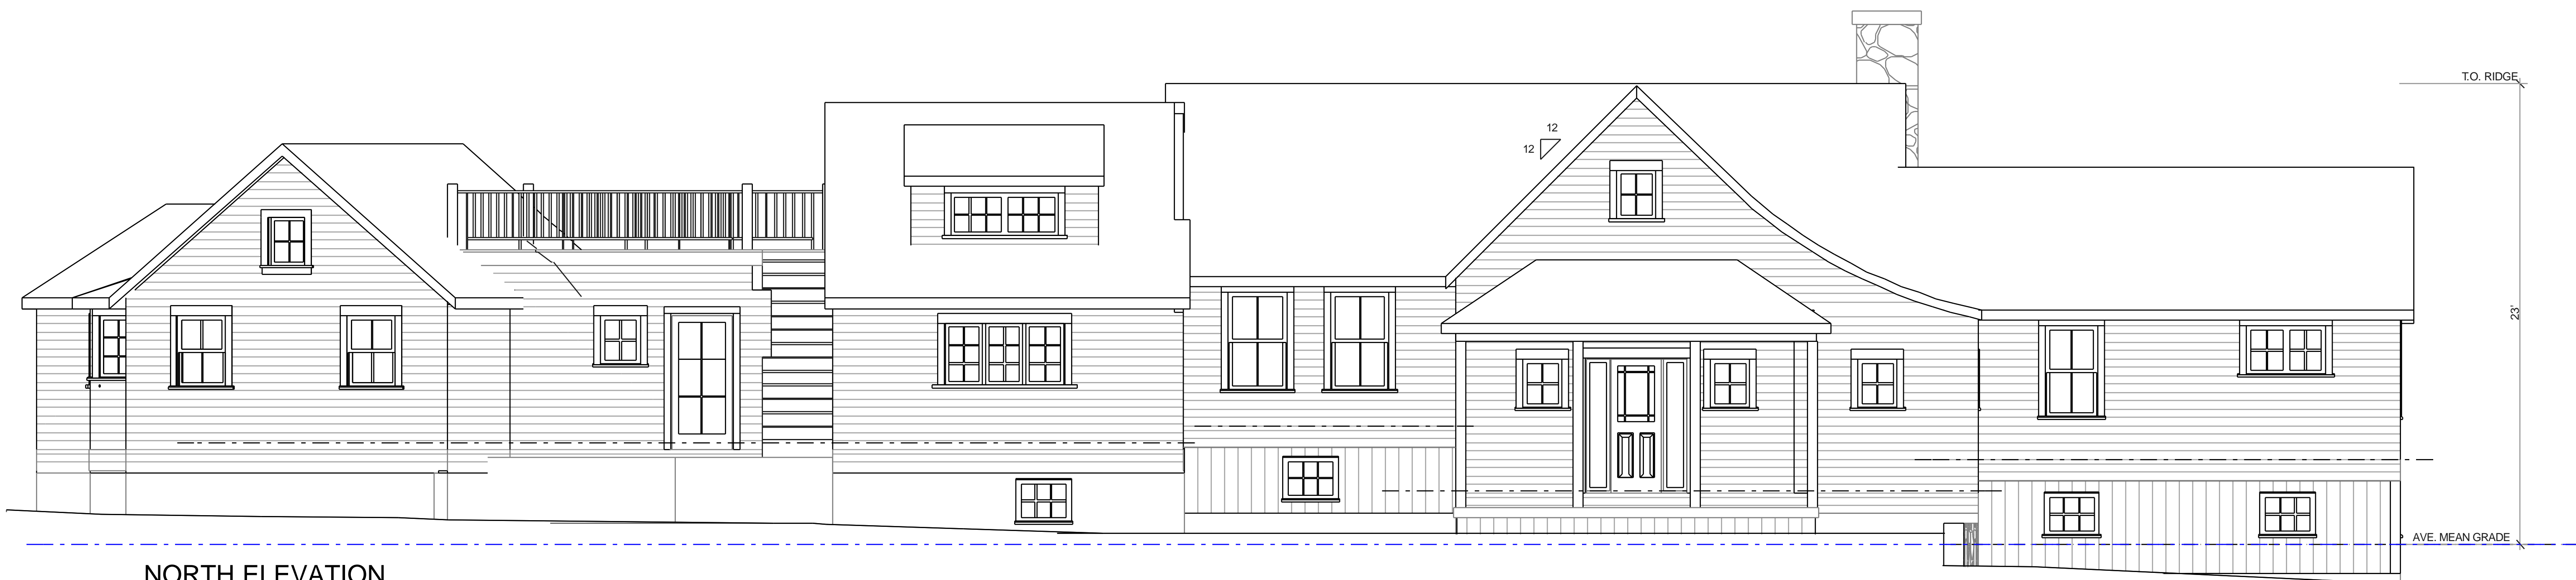 T.O. RIDGE
12
12
23'
AVE. MEAN GRADE
NORTH ELEVATION